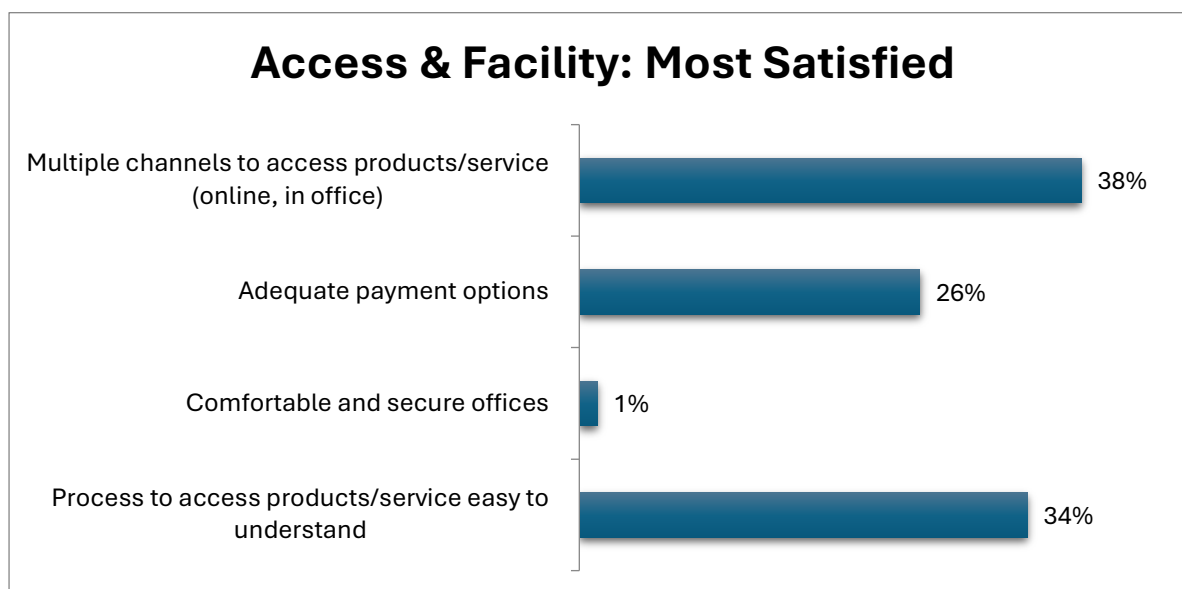 Access & Facility: Most Satisfied
Multiple channels to access products/service
(online, in office)
38%
Adequate payment options
26%
Comfortable and secure offices
1%
Process to access products/service easy to
understand
34%